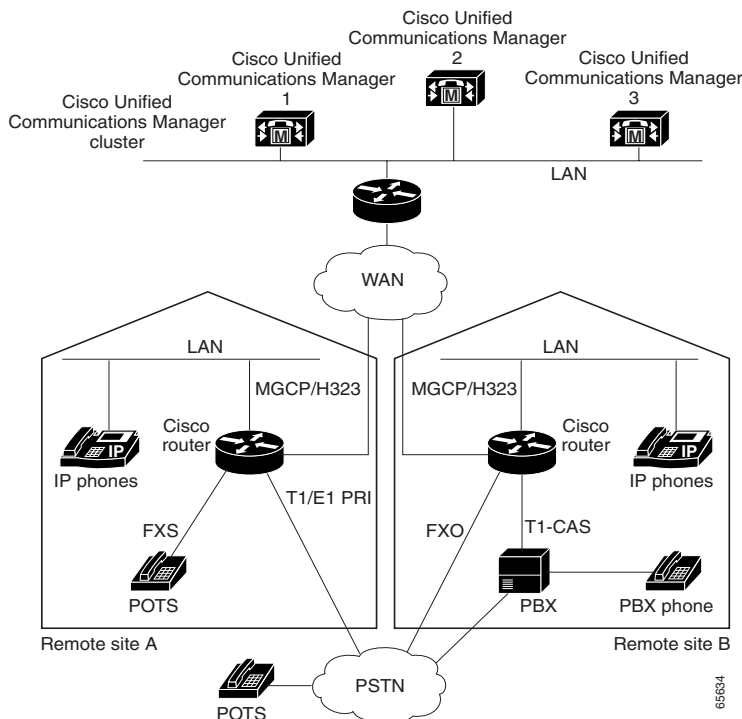 Cisco Unified
Communications Manager
2
Cisco Unified
Communications Manager
1
Cisco Unified
Communications Manager
3
Cisco Unified
Communications Manager
cluster
M
M
M
LAN
WAN
LAN
MGCP/H323
Cisco
router
IP
IP phones
T1/E1 PRI
FXS
POTS
Remote site A
LAN
MGCP/H323
Cisco
router
IP
IP phones
FXO
T1-CAS
PBX
PBX phone
Remote site B
PSTN
POTS
65634